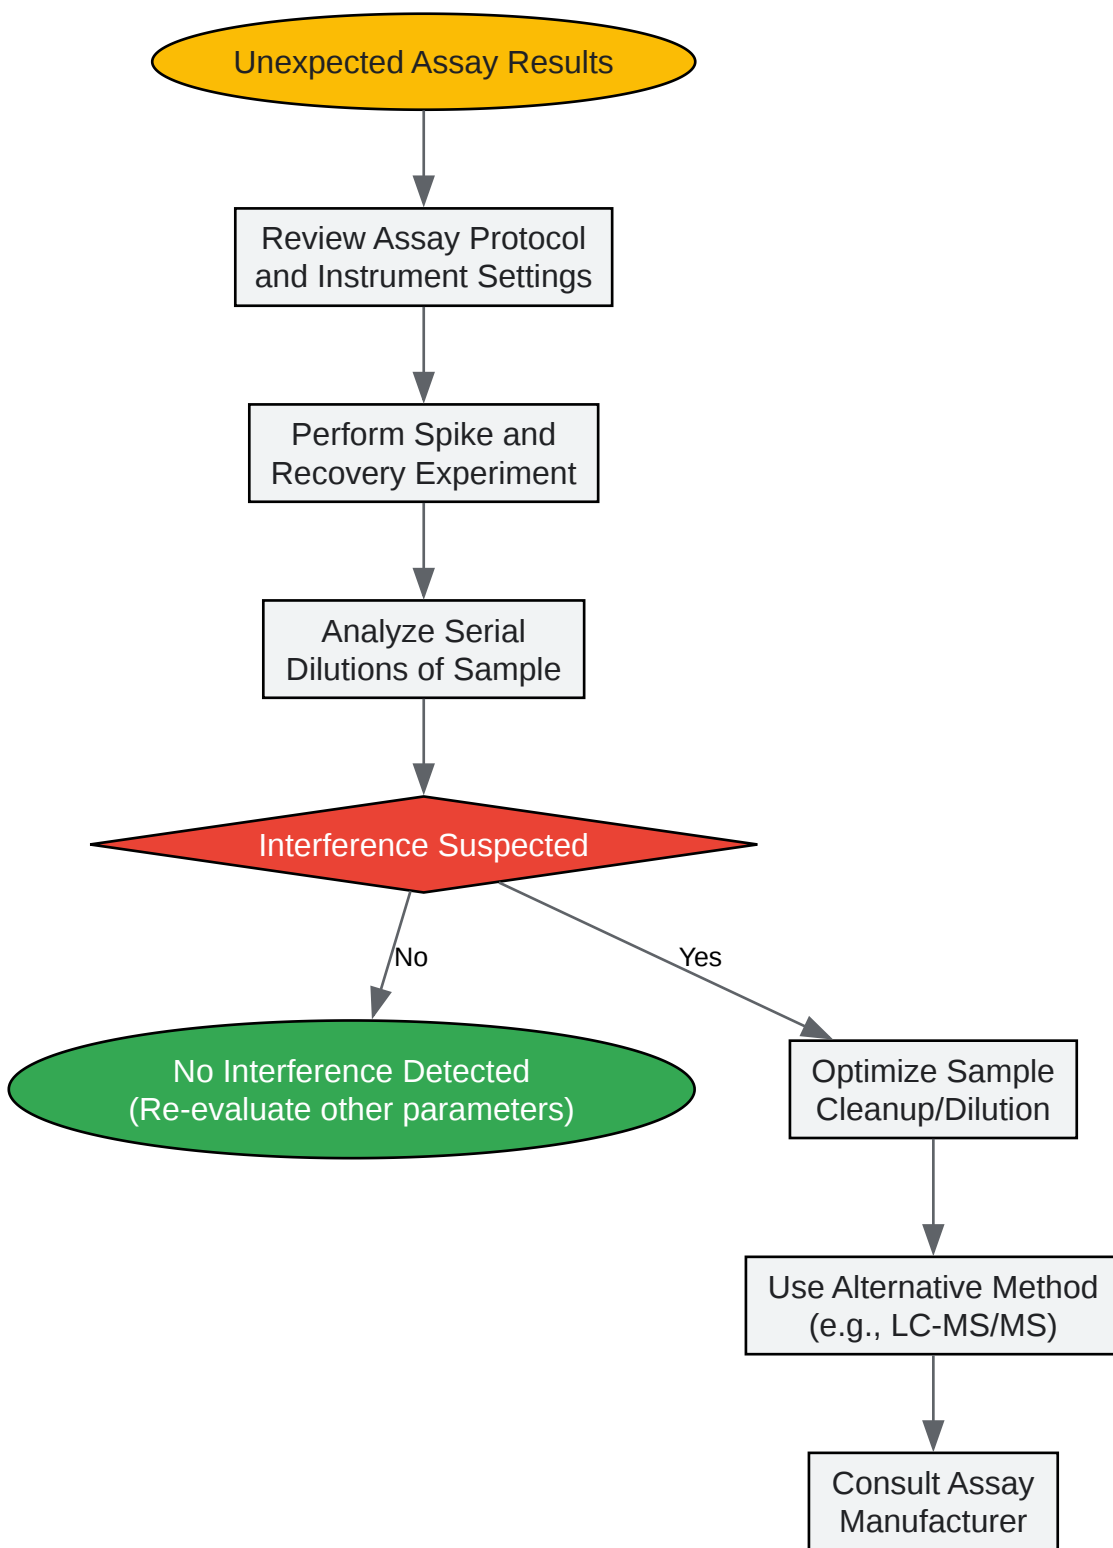 Unexpected Assay Results
Review Assay Protocol
and Instrument Settings
Perform Spike and
Recovery Experiment
Analyze Serial
Dilutions of Sample
Interference Suspected
No
Yes
No Interference Detected
(Re-evaluate other parameters)
Optimize Sample
Cleanup/Dilution
Use Alternative Method
(e.g., LC-MS/MS)
Consult Assay
Manufacturer